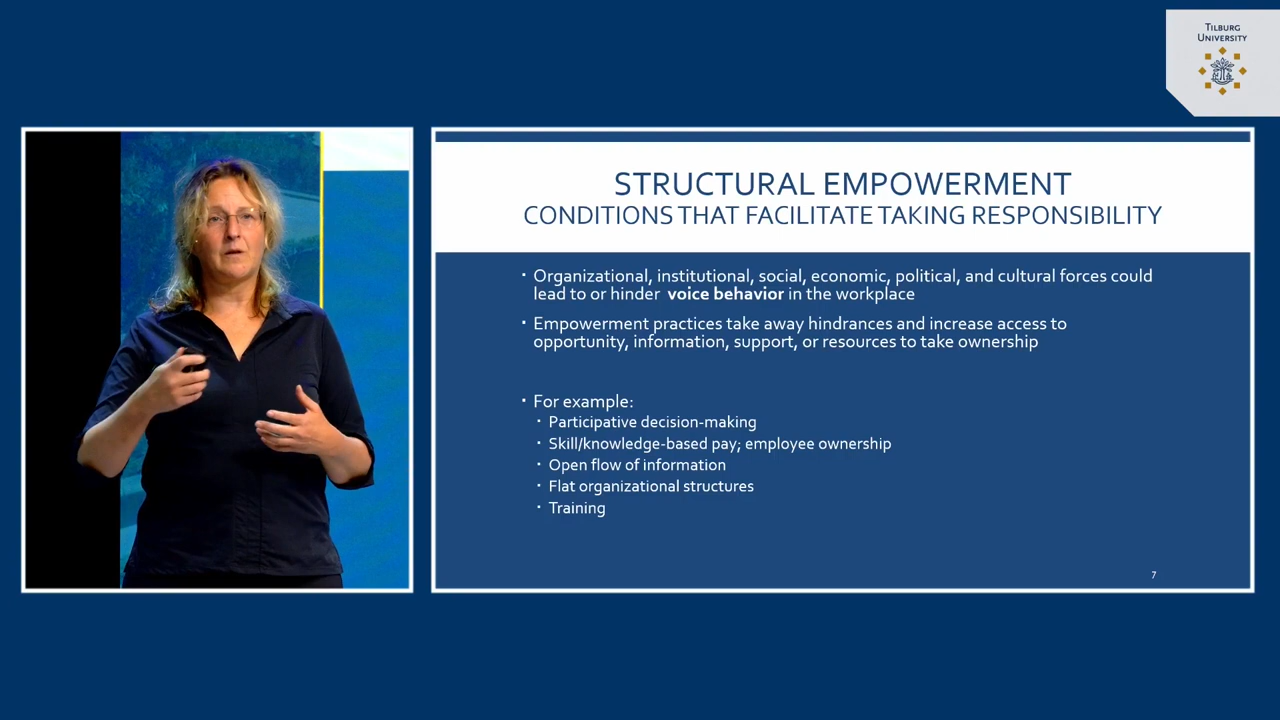 TILBURG
UNIVERSITY
STRUCTURAL EMPOWERMENT
CONDITIONS THAT FACILITATE TAKING RESPONSIBILITY
· Organizational, institutional, social, economic, political, and cultural forces could
lead to or hinder voice behavior in the workplace
· Empowerment practices take away hindrances and increase access to
opportunity, information, support, or resources to take ownership
· For example:
· Participative decision-making
· Skill/knowledge-based pay; employee ownership
· Open flow of information
· Flat organizational structures
· Training
7